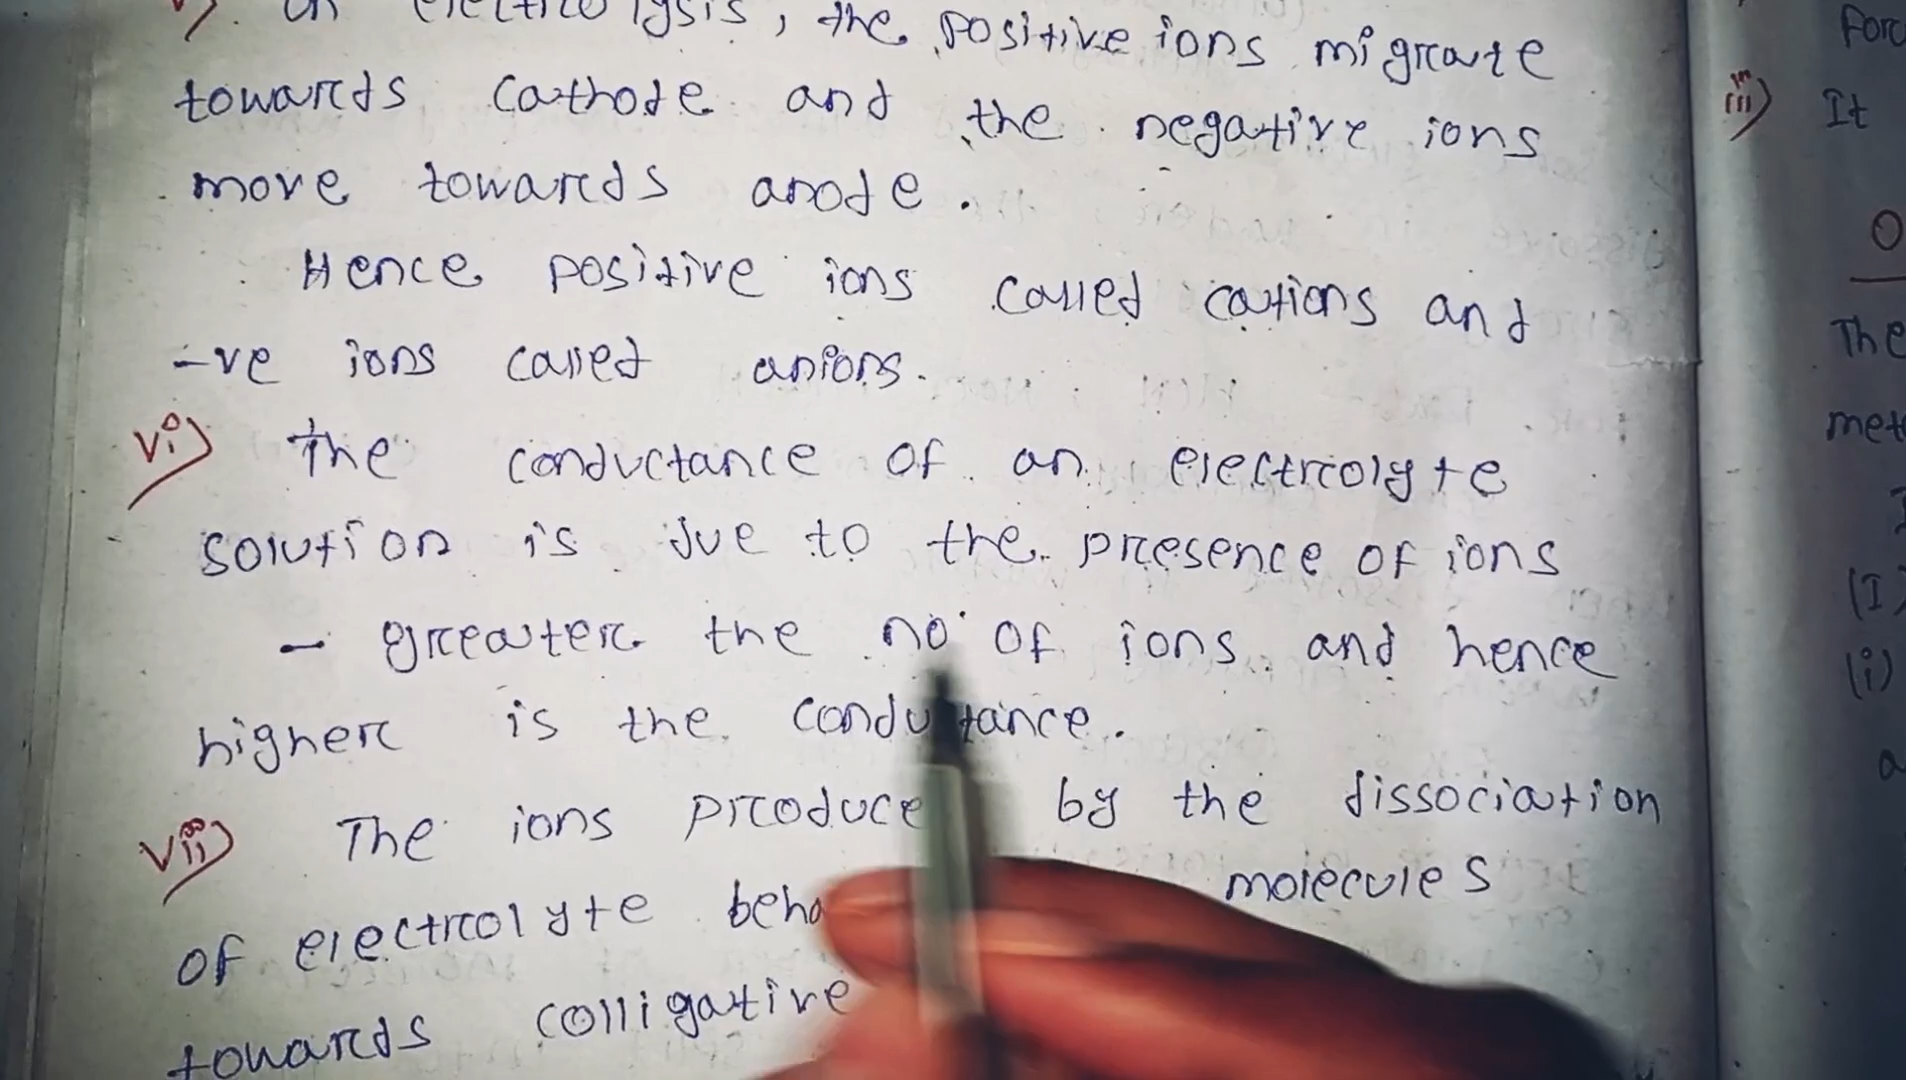 v) In electrolysis, the positive ions migrate
towards cathode and the negative ions
move towards anode.
Hence positive ions called cations and
-ve ions called anions.
vi) The conductance of an electrolyte
solution is due to the presence of ions
- greater the no of ions and hence
higher is the conductance.
vii) The ions produce by the dissociation
of electrolyte beha molecules
towards colligative
iii) It
The
(i)